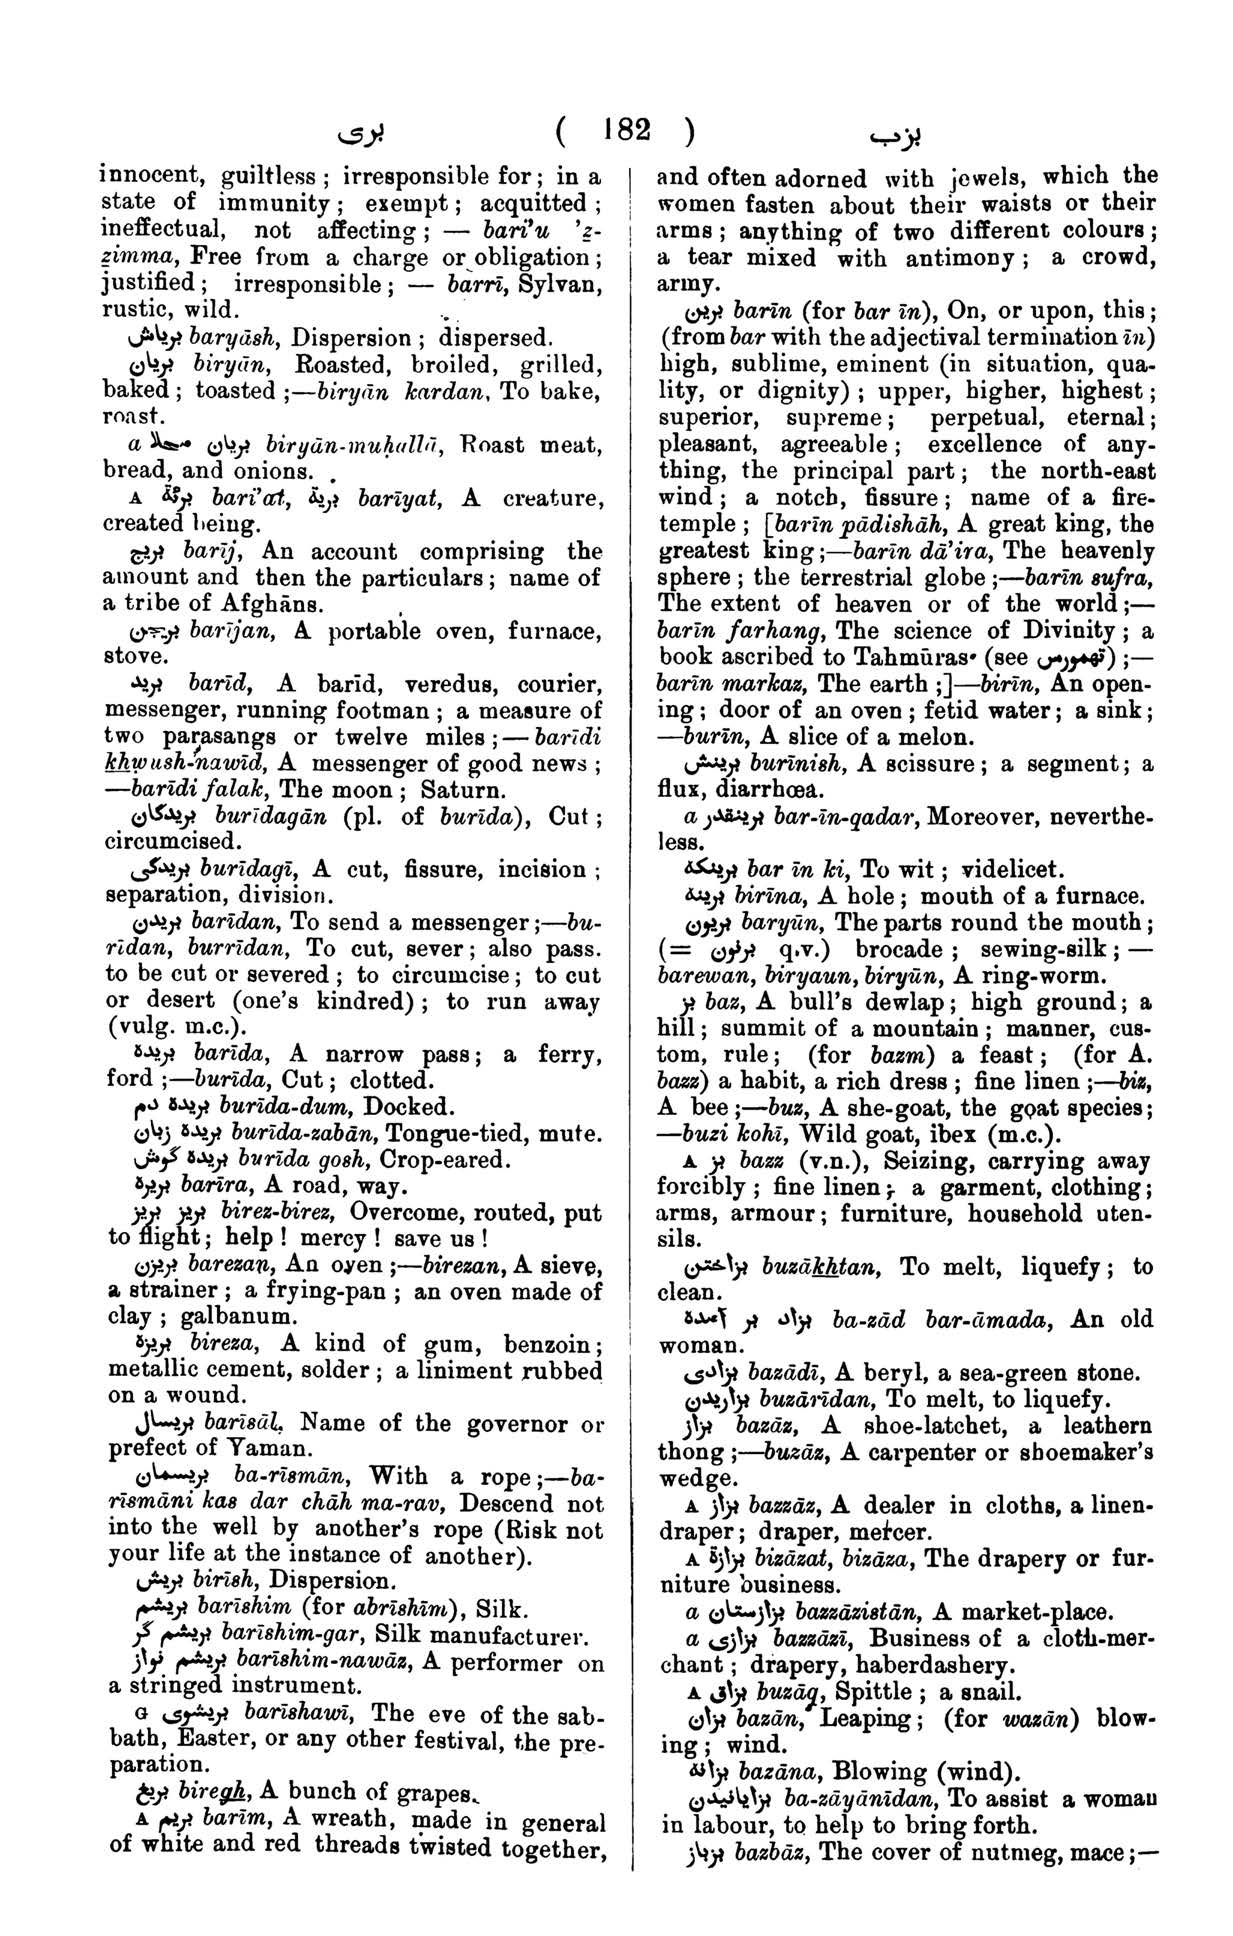 بری ( 182 ) بزب
innocent, guiltless ; irresponsible for ; in a
state of immunity ; exempt ; acquitted ;
ineffectual, not affecting ; — barī’u ’z-
zimma, Free from a charge or obligation ;
justified ; irresponsible ; — barrī, Sylvan,
rustic, wild.
برياش baryāsh, Dispersion ; dispersed.
بريان biryān, Roasted, broiled, grilled,
baked ; toasted ;—biryān kardan, To bake,
roast.
a بريان محلا biryān-muḥallā, Roast meat,
bread, and onions.
A برئة bari’at, برية barīyat, A creature,
created being.
بريج barīj, An account comprising the
amount and then the particulars ; name of
a tribe of Afghāns.
بريجن barījan, A portable oven, furnace,
stove.
بريد barīd, A barīd, veredus, courier,
messenger, running footman ; a measure of
two parasangs or twelve miles ;—barīdi
khwush-nawīd, A messenger of good news ;
—barīdi falak, The moon ; Saturn.
بريدگان burīdagān (pl. of burīda), Cut ;
circumcised.
بريدگی burīdagī, A cut, fissure, incision ;
separation, division.
بريدن barīdan, To send a messenger ;—bu-
rīdan, burrīdan, To cut, sever ; also pass.
to be cut or severed ; to circumcise ; to cut
or desert (one’s kindred) ; to run away
(vulg. m.c.).
بريده barīda, A narrow pass ; a ferry,
ford ;—burīda, Cut ; clotted.
بريده دم burīda-dum, Docked.
بريده زبان burīda-zabān, Tongue-tied, mute.
بريده گوش burīda gosh, Crop-eared.
بريره barīra, A road, way.
بريز بريز birez-birez, Overcome, routed, put
to flight ; help ! mercy ! save us !
بريزن barezan, An oven ;—birezan, A sieve,
a strainer ; a frying-pan ; an oven made of
clay ; galbanum.
بريزه bireza, A kind of gum, benzoin ;
metallic cement, solder ; a liniment rubbed
on a wound.
بريسال barīsāl, Name of the governor or
prefect of Yaman.
بريسمان ba-rīsmān, With a rope ;—ba-
rīsmāni kas dar chāh ma-rav, Descend not
into the well by another’s rope (Risk not
your life at the instance of another).
بريش birīsh, Dispersion.
بريشم barīshim (for abrīshīm), Silk.
بريشم گر barīshim-gar, Silk manufacturer.
بريشم نواز barīshim-nawāz, A performer on
a stringed instrument.
G بريشوی barīshawī, The eve of the sab-
bath, Easter, or any other festival, the pre-
paration.
بريغ biregh, A bunch of grapes.
A بريم barīm, A wreath, made in general
of white and red threads twisted together,
and often adorned with jewels, which the
women fasten about their waists or their
arms ; anything of two different colours ;
a tear mixed with antimony ; a crowd,
army.
برين barīn (for bar īn), On, or upon, this ;
(from bar with the adjectival termination īn)
high, sublime, eminent (in situation, qua-
lity, or dignity) ; upper, higher, highest ;
superior, supreme ; perpetual, eternal ;
pleasant, agreeable ; excellence of any-
thing, the principal part ; the north-east
wind ; a notch, fissure ; name of a fire-
temple ; [barīn pādishāh, A great king, the
greatest king ;—barīn dā’ira, The heavenly
sphere ; the terrestrial globe ;—barīn sufra,
The extent of heaven or of the world ;—
barīn farhang, The science of Divinity ; a
book ascribed to Tahmūras (see تهمورس) ;—
barīn markaz, The earth ;]—birīn, An open-
ing ; door of an oven ; fetid water ; a sink ;
—burīn, A slice of a melon.
برينش burīnish, A scissure ; a segment ; a
flux, diarrhœa.
a برينقدر bar-īn-qadar, Moreover, neverthe-
less.
برينكه bar īn ki, To wit ; videlicet.
برينه birīna, A hole ; mouth of a furnace.
بريون baryūn, The parts round the mouth ;
(= برنون q.v.) brocade ; sewing-silk ; —
barewan, biryaun, biryūn, A ring-worm.
بز baz, A bull’s dewlap ; high ground ; a
hill ; summit of a mountain ; manner, cus-
tom, rule ; (for bazm) a feast ; (for A.
bazz) a habit, a rich dress ; fine linen ;—biz,
A bee ;—buz, A she-goat, the goat species ;
—buzi kohī, Wild goat, ibex (m.c.).
A بز bazz (v.n.), Seizing, carrying away
forcibly ; fine linen ; a garment, clothing ;
arms, armour ; furniture, household uten-
sils.
بزاختن buzākhtan, To melt, liquefy ; to
clean.
بزاد بر آمده ba-zād bar-āmada, An old
woman.
بزادی bazādī, A beryl, a sea-green stone.
بزاريدن buzārīdan, To melt, to liquefy.
بزاز bazāz, A shoe-latchet, a leathern
thong ;—buzāz, A carpenter or shoemaker’s
wedge.
A بزاز bazzāz, A dealer in cloths, a linen-
draper ; draper, mercer.
A بزازة bizāzat, bizāza, The drapery or fur-
niture business.
a بزازستان bazzāzistān, A market-place.
a بزازی bazzāzī, Business of a cloth-mer-
chant ; drapery, haberdashery.
A بزاق buzāq, Spittle ; a snail.
بزان bazān, Leaping ; (for wazān) blow-
ing ; wind.
بزانه bazāna, Blowing (wind).
بزايانيدن ba-zāyānīdan, To assist a woman
in labour, to help to bring forth.
بزباز bazbāz, The cover of nutmeg, mace ;—